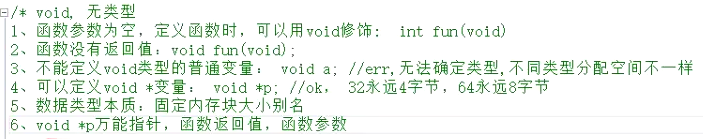 /* void, 无类型
1、函数参数为空，定义函数时，可以用void修饰： int fun(void)
2、函数没有返回值：void fun(void);
3、不能定义void类型的普通变量： void a; //err,无法确定类型,不同类型分配空间不一样
4、可以定义void *变量： void *p; //ok， 32永远4字节，64永远8字节
5、数据类型本质：固定内存块大小别名
6、void *p万能指针，函数返回值，函数参数